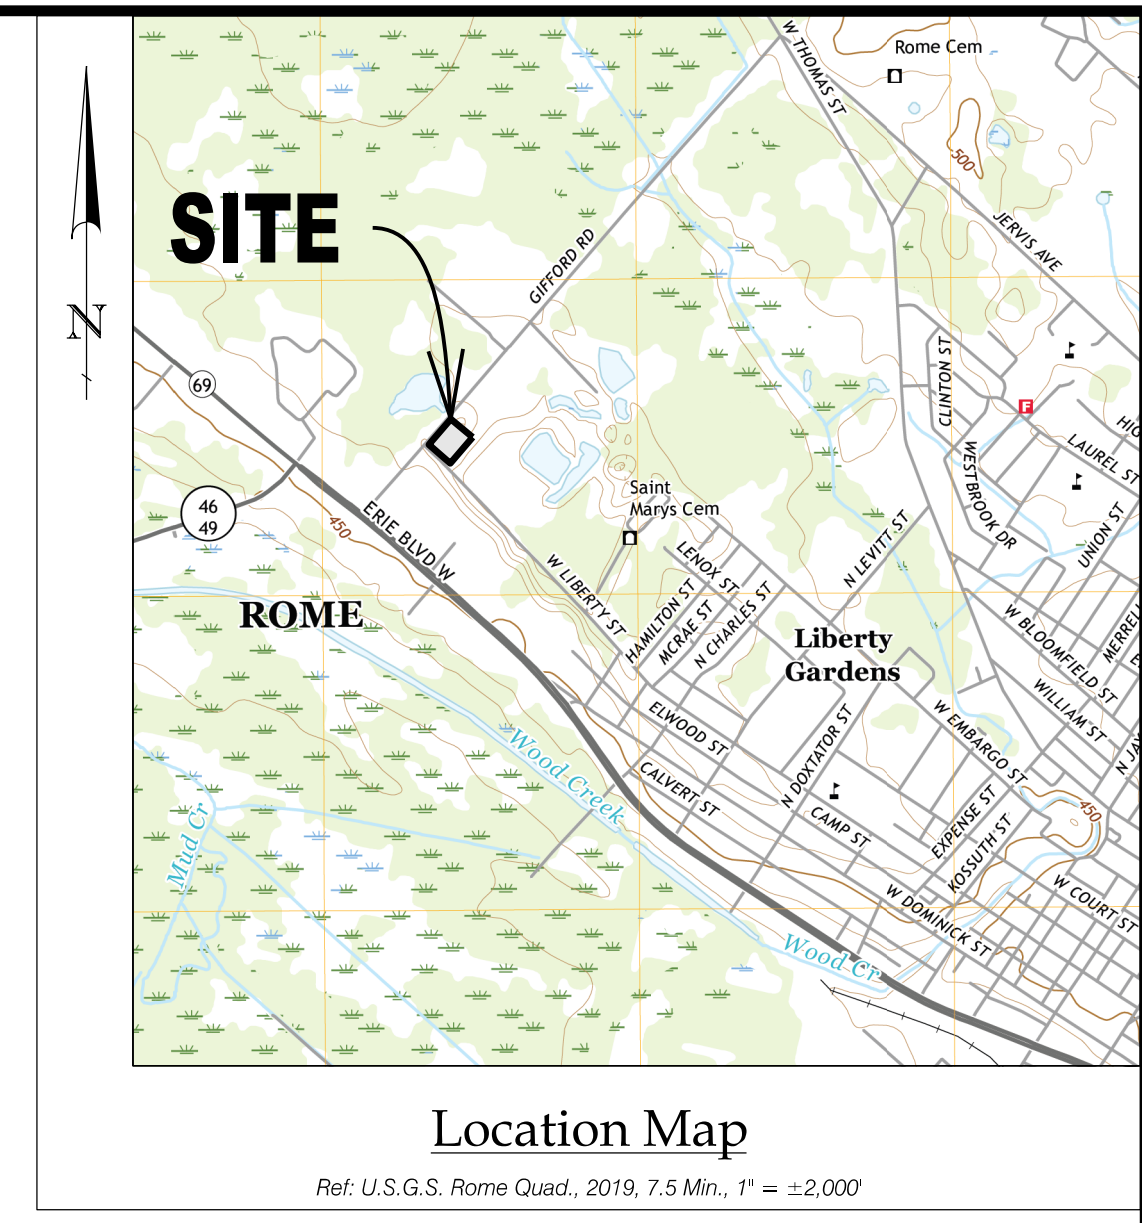 W THOMAS ST
Rome Cem
500
JERVIS AVE
SITE
GIFFORD RD
N
69
CLINTON ST
F
LAUREL ST
WESTBROOK DR
46
49
450
ERIE BLVD W
Saint
Marys Cem
UNION ST
N LEVITT ST
LENOX ST
W LIBERTY ST
HAMILTON ST
MCRAE ST
N CHARLES ST
ROME
Liberty
Gardens
W BLOOMFIELD ST
WILLIAM ST
W EMBARGO ST
ELWOOD ST
N DOXTATOR ST
Wood Creek
CALVERT ST
CAMP ST
EXPENSE ST
KOSSUTH ST
450
Mud Cr
W COURT ST
W DOMINICK ST
Wood Cr
Location Map
Ref: U.S.G.S. Rome Quad., 2019, 7.5 Min., 1" = ±2,000'